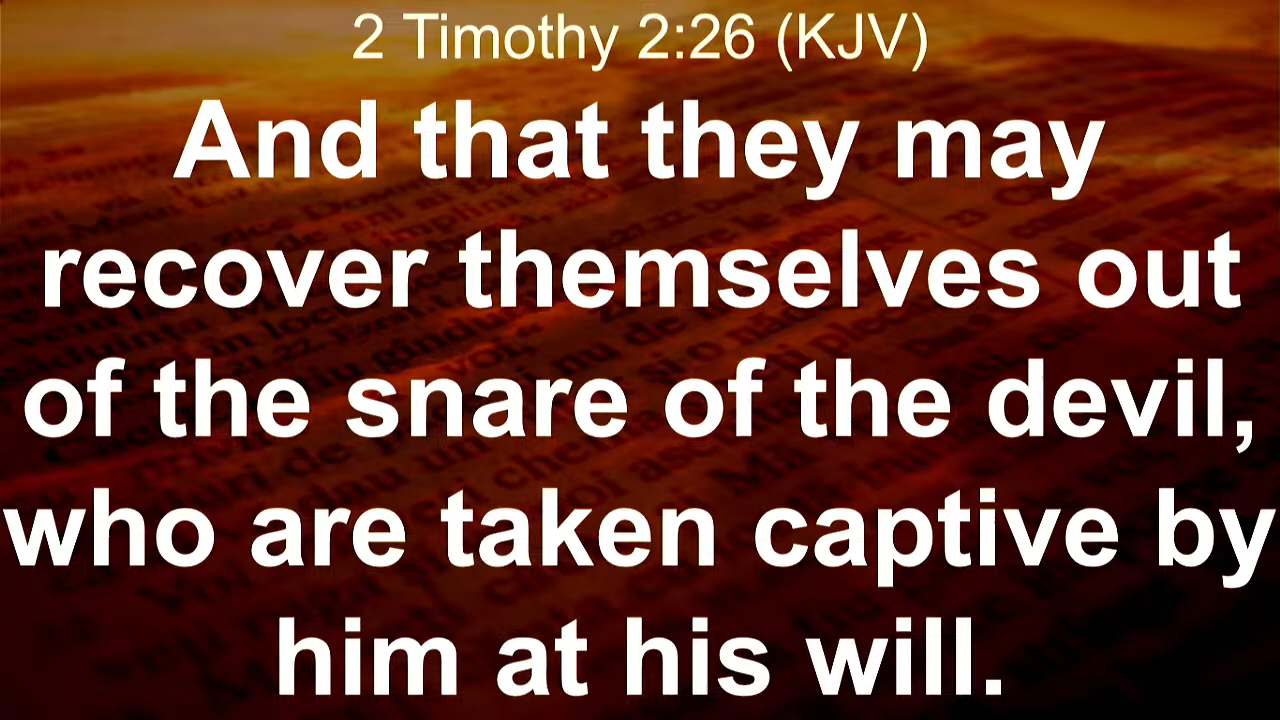 2 Timothy 2:26 (KJV)
And that they may
recover themselves out
of the snare of the devil,
who are taken captive by
him at his will.